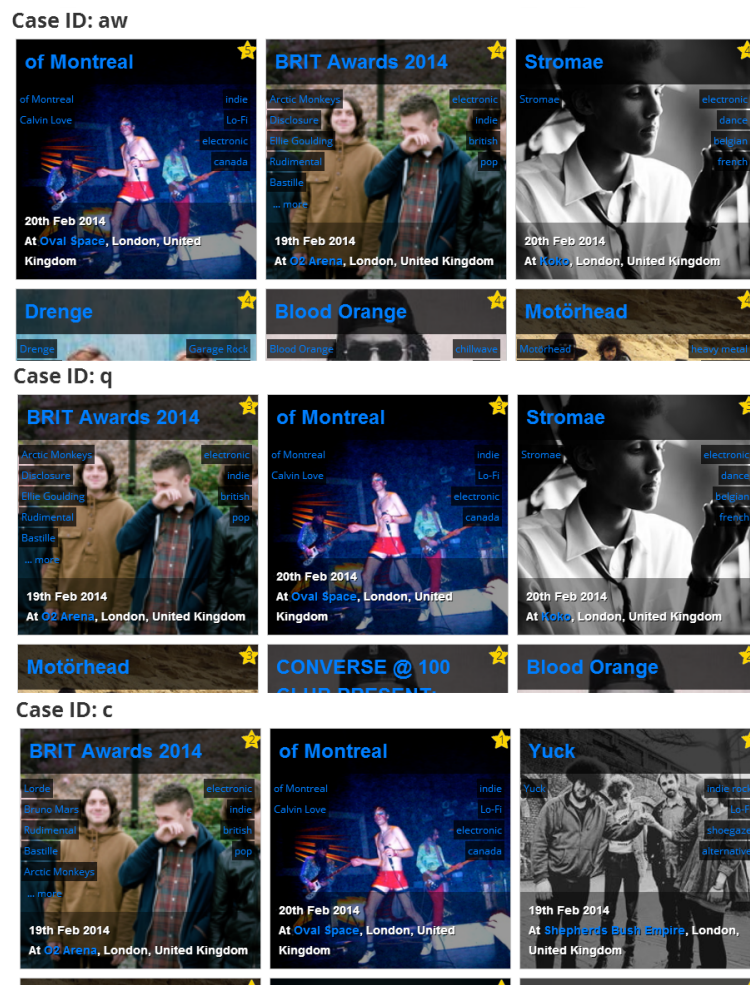 Case ID: aw
of Montreal 5
of Montreal indie
Calvin Love Lo-Fi
electronic
canada
20th Feb 2014
At Oval Space, London, United
Kingdom
BRIT Awards 2014 4
Arctic Monkeys electronic
Disclosure indie
Ellie Goulding british
Rudimental pop
Bastille
... more
19th Feb 2014
At O2 Arena, London, United Kingdom
Stromae 4
Stromae electronic
dance
belgian
french
20th Feb 2014
At Koko, London, United Kingdom
Drenge 4
Drenge Garage Rock
Blood Orange 4
Blood Orange chillwave
Motörhead 4
Motörhead heavy metal
Case ID: q
BRIT Awards 2014 3
Arctic Monkeys electronic
Disclosure indie
Ellie Goulding british
Rudimental pop
Bastille
... more
19th Feb 2014
At O2 Arena, London, United Kingdom
of Montreal 3
of Montreal indie
Calvin Love Lo-Fi
electronic
canada
20th Feb 2014
At Oval Space, London, United
Kingdom
Stromae
Stromae electronic
dance
belgian
french
20th Feb 2014
At Koko, London, United Kingdom
Motörhead 3
CONVERSE @ 100 2
CLUB PRESENT:
Blood Orange
Case ID: c
BRIT Awards 2014 2
Lorde electronic
Bruno Mars indie
Rudimental british
Bastille pop
Arctic Monkeys
... more
19th Feb 2014
At O2 Arena, London, United Kingdom
of Montreal 1
of Montreal indie
Calvin Love Lo-Fi
electronic
canada
20th Feb 2014
At Oval Space, London, United
Kingdom
Yuck
Yuck indie rock
Lo-Fi
shoegaze
alternative
19th Feb 2014
At Shepherds Bush Empire, London,
United Kingdom